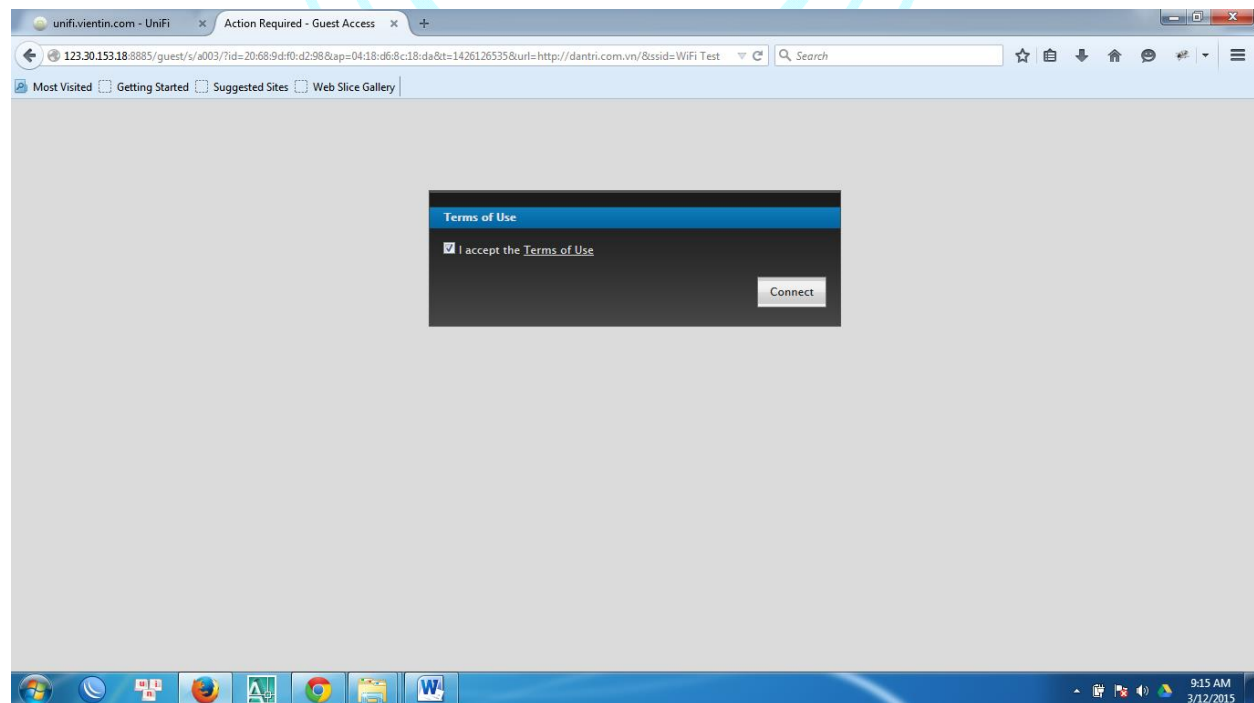 unifi.vientin.com - UniFi
Action Required - Guest Access
123.30.153.18:8885/guest/s/a003/?id=20:68:9d:f0:d2:98&ap=04:18:d6:8c:18:da&t=1426126535&url=http://dantri.com.vn/&ssid=WiFi Test
Search
Most Visited Getting Started Suggested Sites Web Slice Gallery
Terms of Use
I accept the Terms of Use
Connect
9:15 AM
3/12/2015